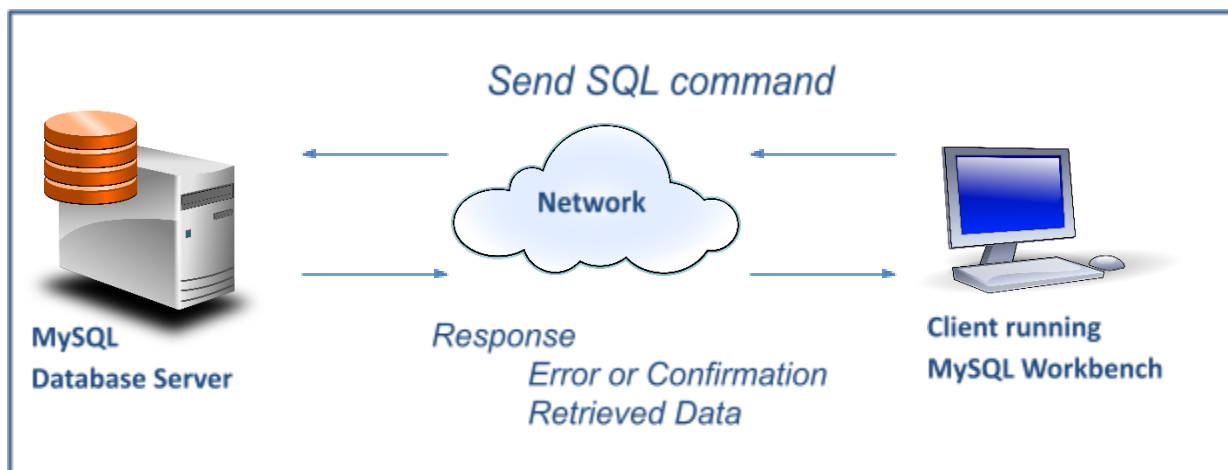 Send SQL command
Network
MySQL
Database Server
Response
Error or Confirmation
Retrieved Data
Client running
MySQL Workbench